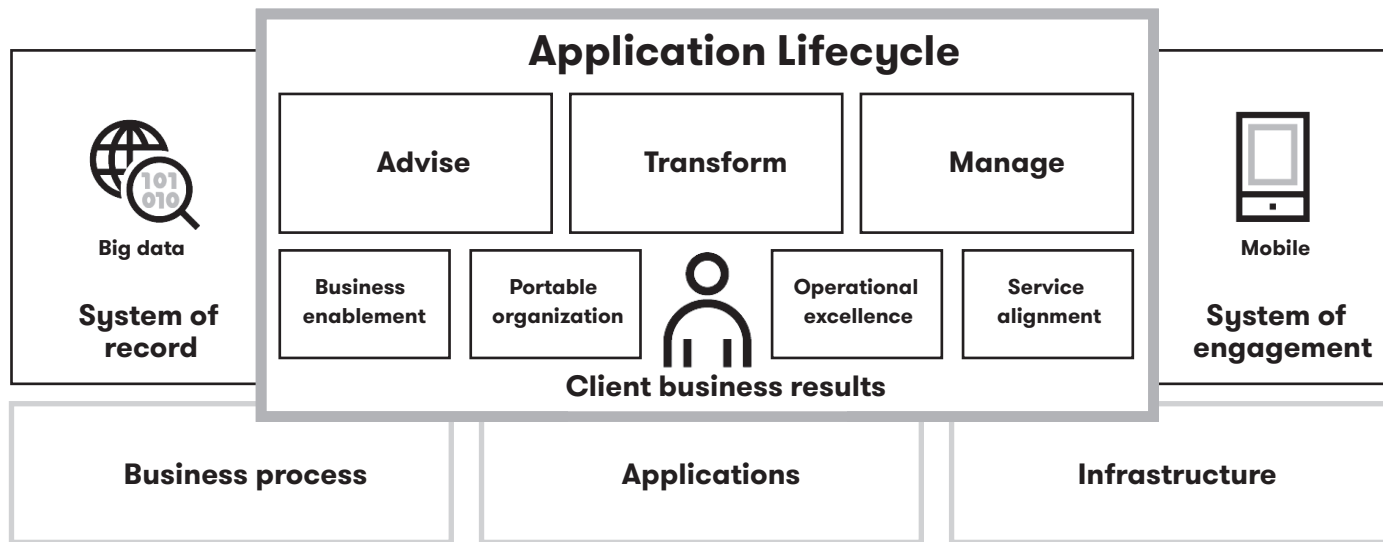 Application Lifecycle
Advise
Transform
Manage
101
010
Big data
System of
record
Business
enablement
Portable
organization
Operational
excellence
Service
alignment
Client business results
Mobile
System of
engagement
Business process
Applications
Infrastructure